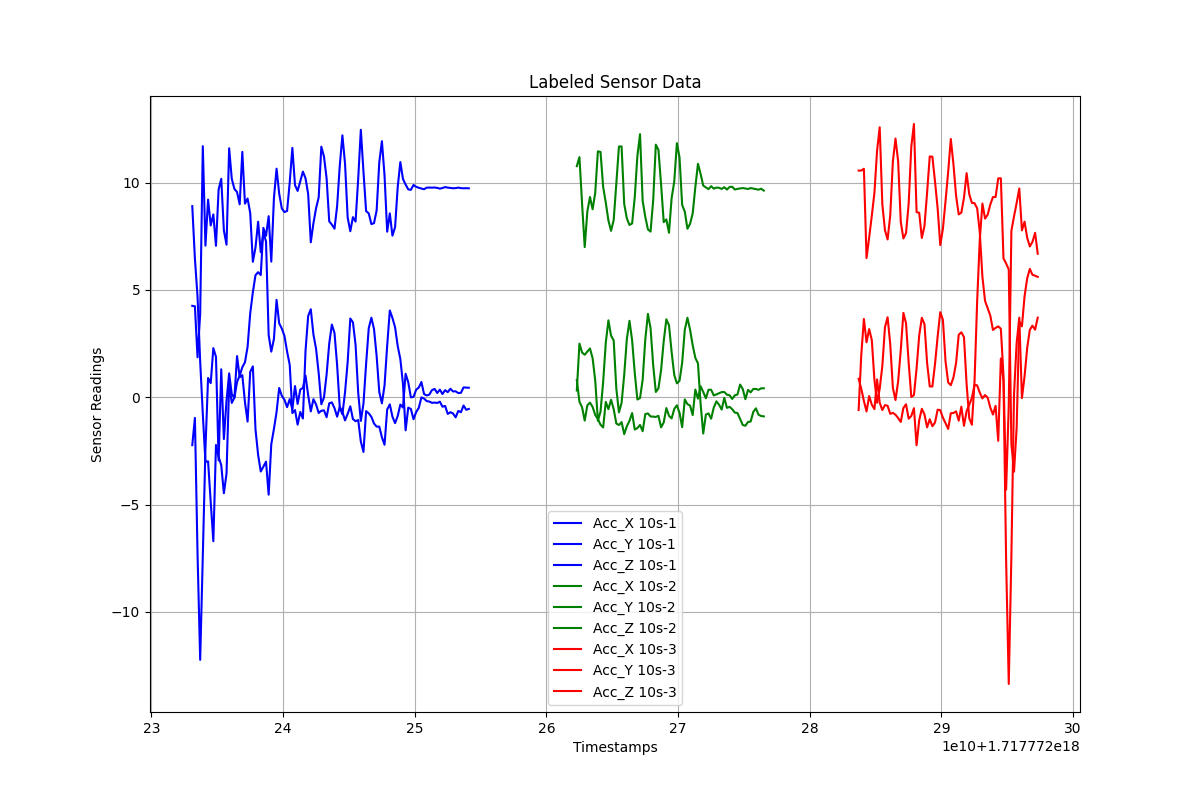 Labeled Sensor Data
10
5
0
−5
−10
Sensor Readings
Acc_X 10s-1
Acc_Y 10s-1
Acc_Z 10s-1
Acc_X 10s-2
Acc_Y 10s-2
Acc_Z 10s-2
Acc_X 10s-3
Acc_Y 10s-3
Acc_Z 10s-3
23 24 25 26 27 28 29 30
Timestamps
1e10+1.717772e18